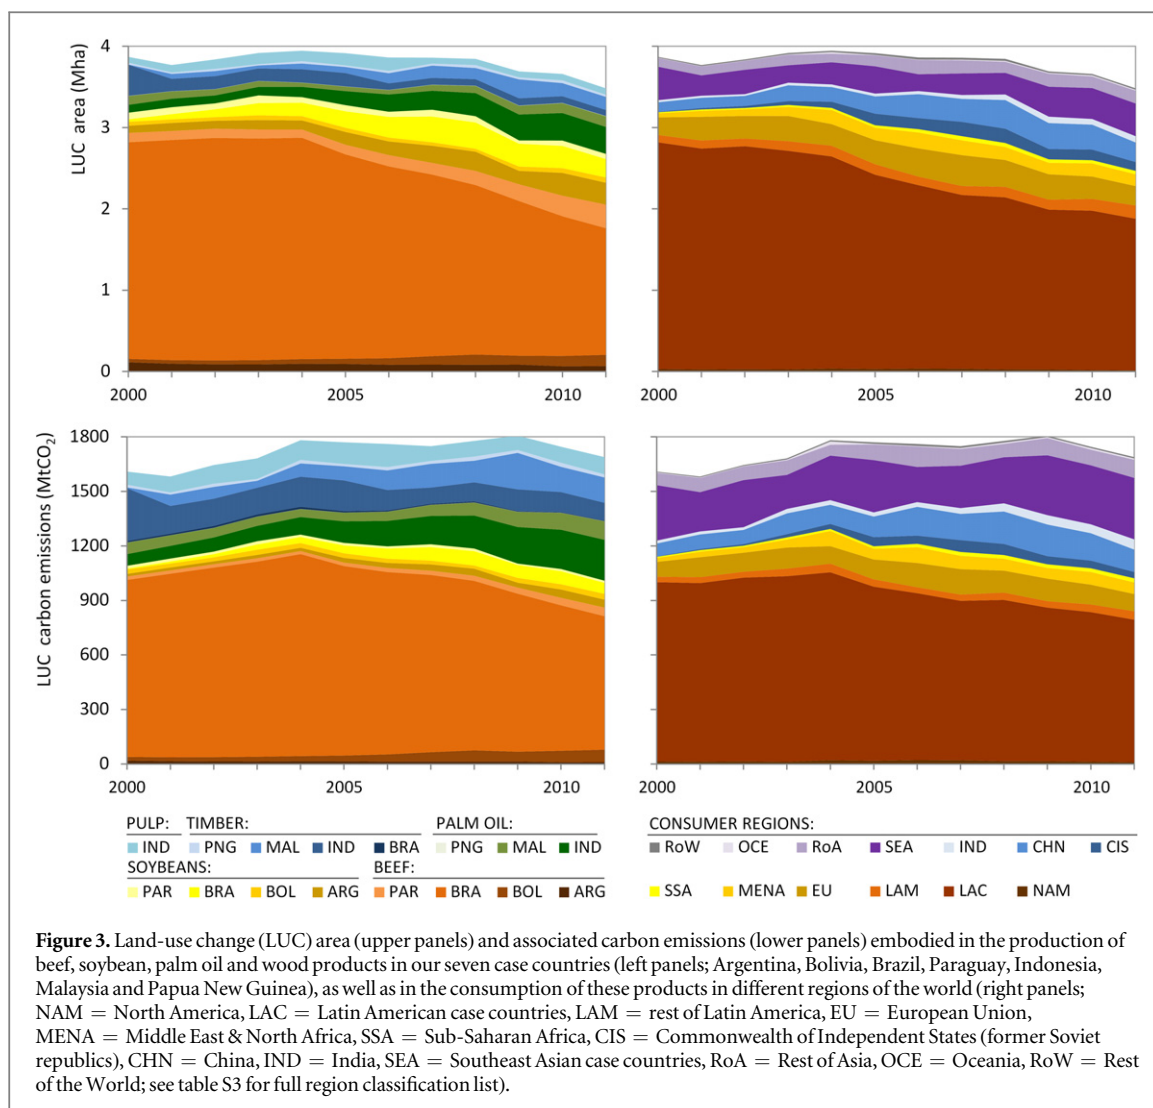 LUC area (Mha)
4
3
2
1
0
2000 2005 2010
2000 2005 2010
LUC carbon emissions (MtCO₂)
1800
1500
1200
900
600
300
0
2000 2005 2010
2000 2005 2010
PULP: TIMBER: PALM OIL:
IND PNG MAL IND BRA PNG MAL IND
SOYBEANS: BEEF:
PAR BRA BOL ARG PAR BRA BOL ARG
CONSUMER REGIONS:
RoW OCE RoA SEA IND CHN CIS
SSA MENA EU LAM LAC NAM
Figure 3. Land-use change (LUC) area (upper panels) and associated carbon emissions (lower panels) embodied in the production of
beef, soybean, palm oil and wood products in our seven case countries (left panels; Argentina, Bolivia, Brazil, Paraguay, Indonesia,
Malaysia and Papua New Guinea), as well as in the consumption of these products in different regions of the world (right panels;
NAM = North America, LAC = Latin American case countries, LAM = rest of Latin America, EU = European Union,
MENA = Middle East & North Africa, SSA = Sub-Saharan Africa, CIS = Commonwealth of Independent States (former Soviet
republics), CHN = China, IND = India, SEA = Southeast Asian case countries, RoA = Rest of Asia, OCE = Oceania, RoW = Rest
of the World; see table S3 for full region classification list).